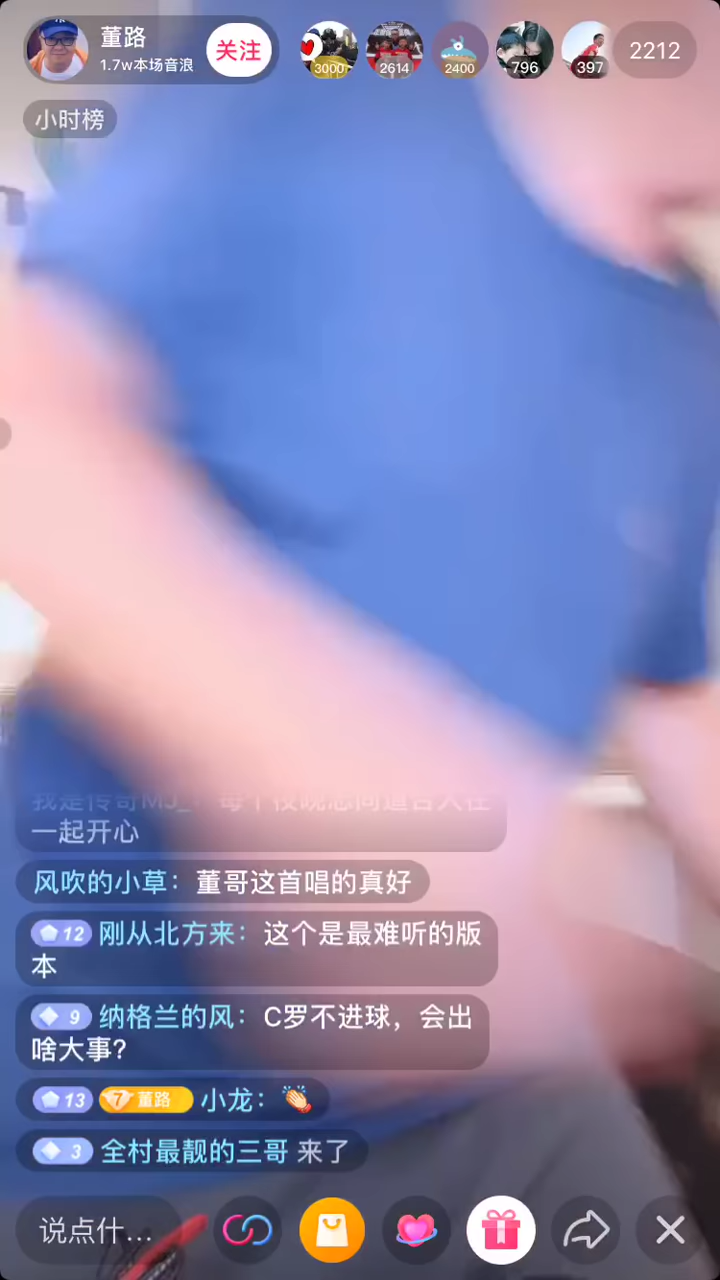 董路
1.7w本场音浪
关注
3000
2614
2400
796
397
2212
小时榜
一起开心
风吹的小草：董哥这首唱的真好
12 刚从北方来：这个是最难听的版
本
9 纳格兰的风：C罗不进球，会出
啥大事?
13 7 董路 小龙：👏
3 全村最靓的三哥 来了
说点什...